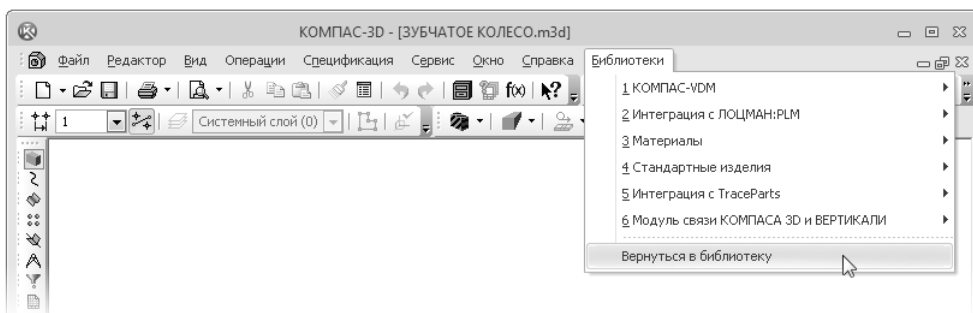 КОМПАС-3D - [ЗУБЧАТОЕ КОЛЕСО.m3d]
Файл Редактор Вид Операции Спецификация Сервис Окно Справка Библиотеки
1 КОМПАС-VDM
f(x)
1 Системный слой (0)
2 Интеграция с ЛОЦМАН:PLM
3 Материалы
4 Стандартные изделия
5 Интеграция с TraceParts
6 Модуль связи КОМПАСА 3D и ВЕРТИКАЛИ
Вернуться в библиотеку